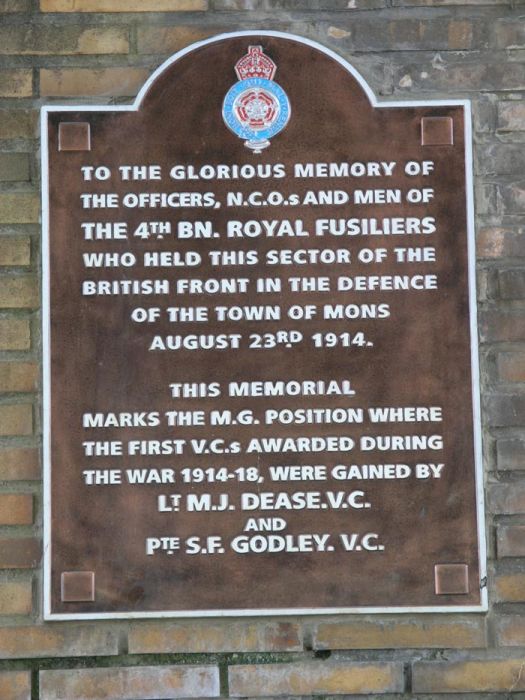 TO THE GLORIOUS MEMORY OF
THE OFFICERS, N.C.O.s AND MEN OF
THE 4TH BN. ROYAL FUSILIERS
WHO HELD THIS SECTOR OF THE
BRITISH FRONT IN THE DEFENCE
OF THE TOWN OF MONS
AUGUST 23RD 1914.
THIS MEMORIAL
MARKS THE M.G. POSITION WHERE
THE FIRST V.C.s AWARDED DURING
THE WAR 1914-18, WERE GAINED BY
LT M.J. DEASE.V.C.
AND
PTE S.F. GODLEY. V.C.